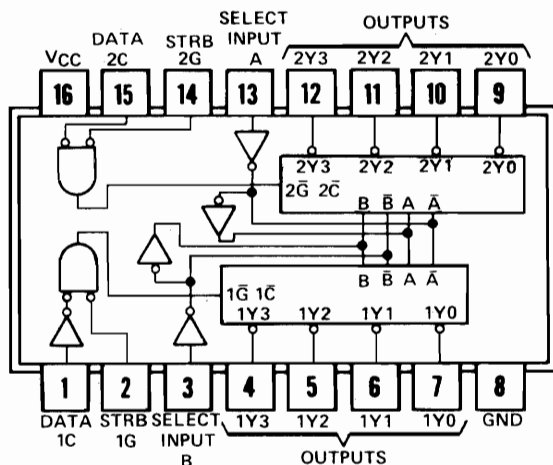 SELECT INPUT A
OUTPUTS
VCC DATA 2C STRB 2G 2Y3 2Y2 2Y1 2Y0
16 15 14 13 12 11 10 9
2Y3 2Y2 2Y1 2Y0
2G̅ 2C̅
B B̅ A A̅
B B̅ A A̅
1G̅ 1C̅
1Y3 1Y2 1Y1 1Y0
1 2 3 4 5 6 7 8
DATA 1C STRB 1G SELECT INPUT B 1Y3 1Y2 1Y1 1Y0 GND
OUTPUTS